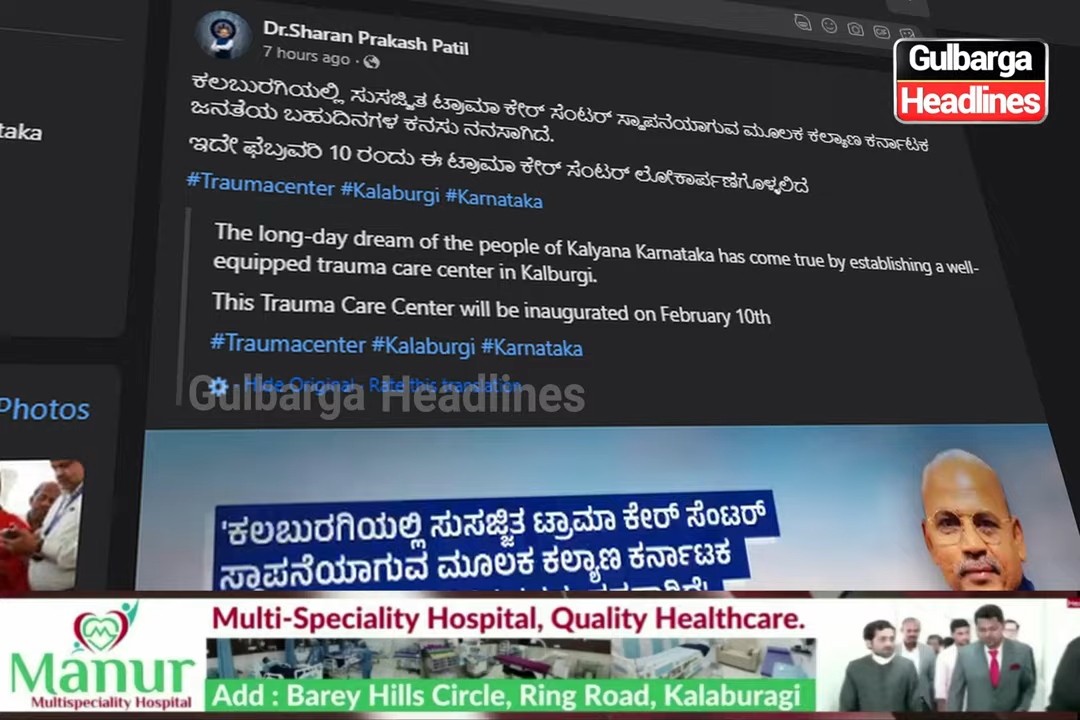 Dr.Sharan Prakash Patil
7 hours ago ·
Gulbarga
Headlines
taka
ಕಲಬುರಗಿಯಲ್ಲಿ ಸುಸಜ್ಜಿತ ಟ್ರಾಮಾ ಕೇರ್ ಸೆಂಟರ್ ಸ್ಥಾಪನೆಯಾಗುವ ಮೂಲಕ ಕಲ್ಯಾಣ ಕರ್ನಾಟಕ
ಜನತೆಯ ಬಹುದಿನಗಳ ಕನಸು ನನಸಾಗಿದೆ.
ಇದೇ ಫೆಬ್ರವರಿ 10 ರಂದು ಈ ಟ್ರಾಮಾ ಕೇರ್ ಸೆಂಟರ್ ಲೋಕಾರ್ಪಣೆಗೊಳ್ಳಲಿದೆ
#Traumacenter #Kalaburgi #Karnataka
The long-day dream of the people of Kalyana Karnataka has come true by establishing a well-
equipped trauma care center in Kalburgi.
This Trauma Care Center will be inaugurated on February 10th
#Traumacenter #Kalaburgi #Karnataka
Hide Original · Rate this translation
Gulbarga Headlines
Photos
'ಕಲಬುರಗಿಯಲ್ಲಿ ಸುಸಜ್ಜಿತ ಟ್ರಾಮಾ ಕೇರ್ ಸೆಂಟರ್
ಸ್ಥಾಪನೆಯಾಗುವ ಮೂಲಕ ಕಲ್ಯಾಣ ಕರ್ನಾಟಕ
Multi-Speciality Hospital, Quality Healthcare.
Manur
Multispeciality Hospital
Add : Barey Hills Circle, Ring Road, Kalaburagi